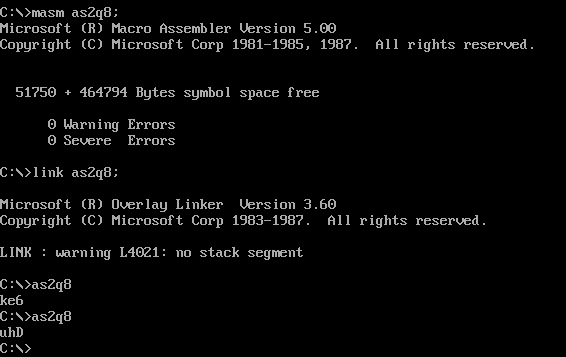 C:\>masm as2q8;
Microsoft (R) Macro Assembler Version 5.00
Copyright (C) Microsoft Corp 1981-1985, 1987.  All rights reserved.
51750 + 464794 Bytes symbol space free
0 Warning Errors
0 Severe  Errors
C:\>link as2q8;
Microsoft (R) Overlay Linker  Version 3.60
Copyright (C) Microsoft Corp 1983-1987.  All rights reserved.
LINK : warning L4021: no stack segment
C:\>as2q8
ke6
C:\>as2q8
uhD
C:\>